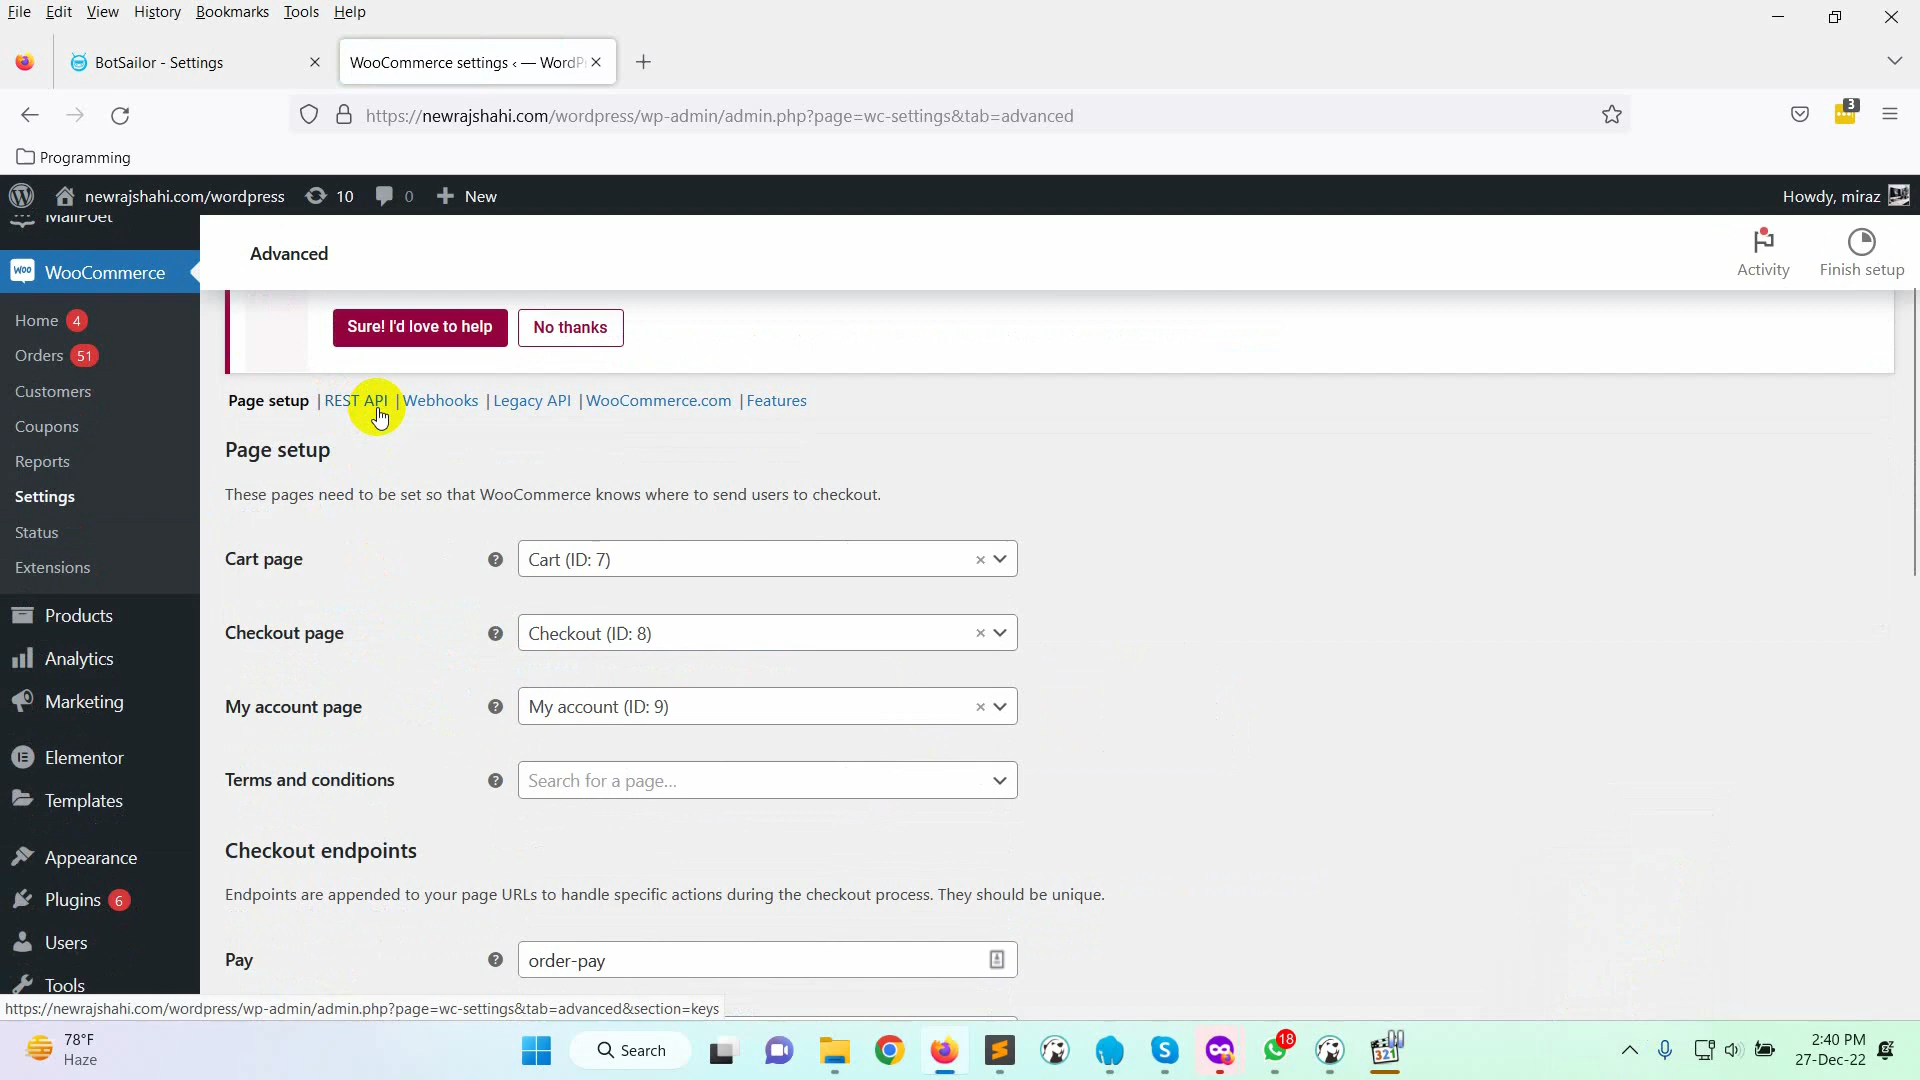 File Edit View History Bookmarks Tools Help
BotSailor - Settings
WooCommerce settings ‹ — WordPr
https://newrajshahi.com/wordpress/wp-admin/admin.php?page=wc-settings&tab=advanced
3
Programming
newrajshahi.com/wordpress 10 0 New
Howdy, miraz
MailPoet
Advanced
Activity
Finish setup
WooCommerce
Sure! I'd love to help
No thanks
Home 4
Orders 51
Customers
Coupons
Reports
Settings
Status
Extensions
Products
Analytics
Marketing
Elementor
Templates
Appearance
Plugins 6
Users
Tools
Page setup | REST API | Webhooks | Legacy API | WooCommerce.com | Features
Page setup
These pages need to be set so that WooCommerce knows where to send users to checkout.
Cart page
Cart (ID: 7)
Checkout page
Checkout (ID: 8)
My account page
My account (ID: 9)
Terms and conditions
Search for a page...
Checkout endpoints
Endpoints are appended to your page URLs to handle specific actions during the checkout process. They should be unique.
Pay
order-pay
https://newrajshahi.com/wordpress/wp-admin/admin.php?page=wc-settings&tab=advanced&section=keys
78°F
Haze
Search
18
321
2:40 PM
27-Dec-22